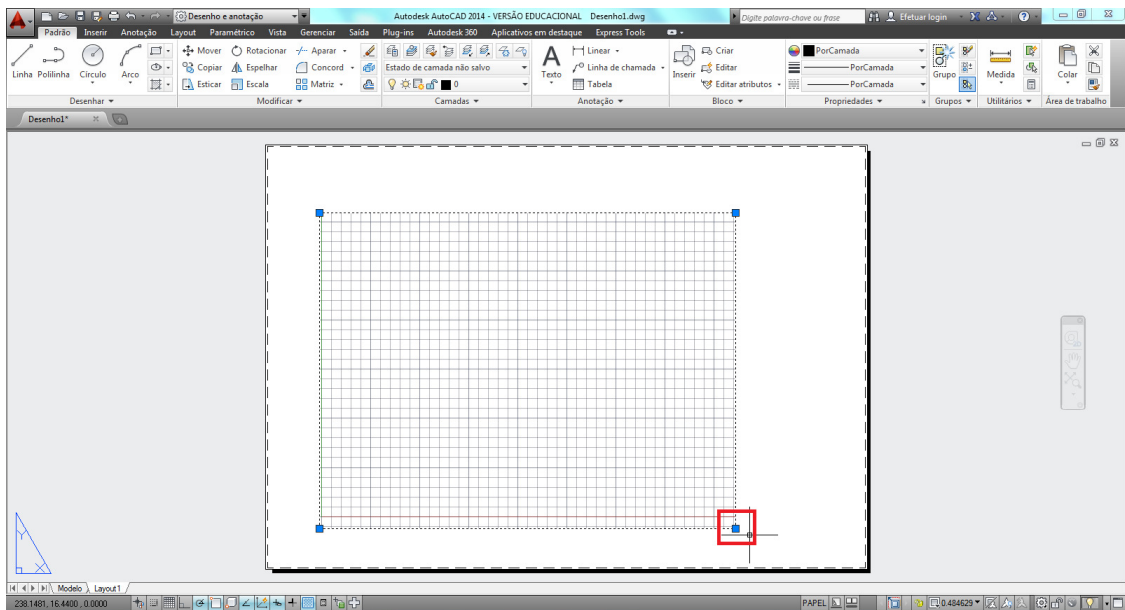 Desenho e anotação
Autodesk AutoCAD 2014 - VERSÃO EDUCACIONAL Desenho1.dwg
Digite palavra-chave ou frase
Efetuar login
Padrão Inserir Anotação Layout Paramétrico Vista Gerenciar Saída Plug-ins Autodesk 360 Aplicativos em destaque Express Tools
Linha Polilinha Círculo Arco
Mover Rotacionar Aparar
Copiar Espelhar Concord
Esticar Escala Matriz
Estado de camada não salvo
0
Texto
Linear
Linha de chamada
Tabela
Inserir
Criar
Editar
Editar atributos
PorCamada
PorCamada
PorCamada
Grupo
Medida
Colar
Desenhar Modificar Camadas Anotação Bloco Propriedades Grupos Utilitários Área de trabalho
Desenho1*
Y
X
Modelo Layout1
238.1481, 16.4400 , 0.0000
PAPEL
0.484629